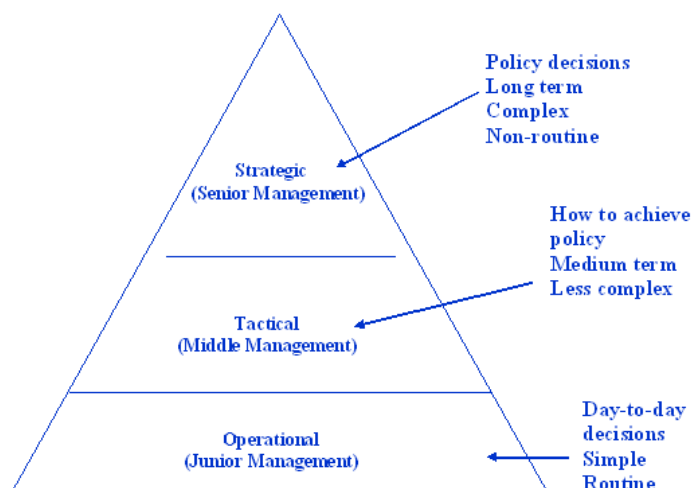 Policy decisions
Long term
Complex
Non-routine
Strategic
(Senior Management)
How to achieve
policy
Medium term
Less complex
Tactical
(Middle Management)
Day-to-day
decisions
Simple
Routine
Operational
(Junior Management)